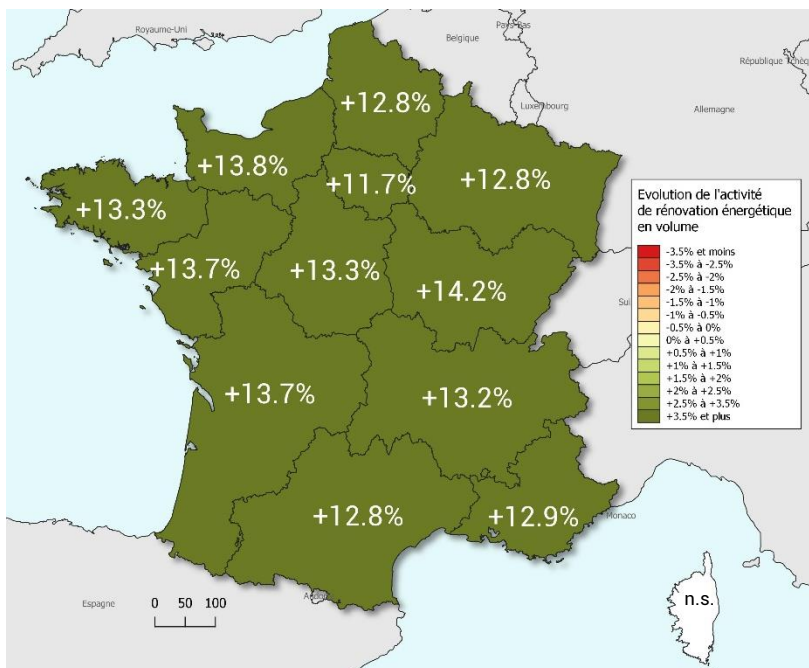 Royaume-Uni
Pays-Bas
Belgique
République Tchèq
Luxembourg
Allemagne
+12.8%
+13.8%
+11.7%
+12.8%
+13.3%
+13.7%
+13.3%
+14.2%
Sui
+13.7%
+13.2%
+12.8%
+12.9%
Monaco
Espagne
0 50 100
n.s.
Evolution de l'activité
de rénovation énergétique
en volume
-3.5% et moins
-3.5% à -2.5%
-2.5% à -2%
-2% à -1.5%
-1.5% à -1%
-1% à -0.5%
-0.5% à 0%
0% à +0.5%
+0.5% à +1%
+1% à +1.5%
+1.5% à +2%
+2% à +2.5%
+2.5% à +3.5%
+3.5% et plus